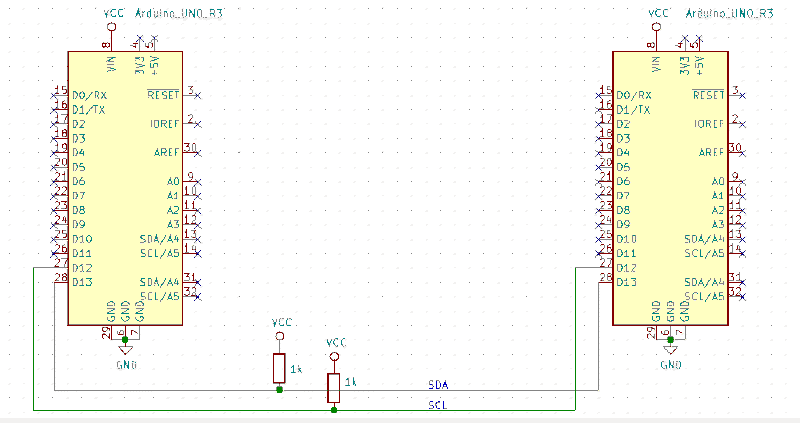 VCC Arduino_UNO_R3
8 4 5
VIN 3V3 +5V
15 D0/RX RESET 3
16 D1/TX
17 D2 IOREF 2
18 D3
19 D4 AREF 30
20 D5
21 D6 A0 9
22 D7 A1 10
23 D8 A2 11
24 D9 A3 12
25 D10 SDA/A4 13
26 D11 SCL/A5 14
27 D12
28 D13 SDA/A4 31
SCL/A5 32
GND GND GND
29 6 7
GND
VCC Arduino_UNO_R3
8 4 5
VIN 3V3 +5V
15 D0/RX RESET 3
16 D1/TX
17 D2 IOREF 2
18 D3
19 D4 AREF 30
20 D5
21 D6 A0 9
22 D7 A1 10
23 D8 A2 11
24 D9 A3 12
25 D10 SDA/A4 13
26 D11 SCL/A5 14
27 D12
28 D13 SDA/A4 31
SCL/A5 32
GND GND GND
29 6 7
GND
VCC
1k
VCC
1k
SDA
SCL